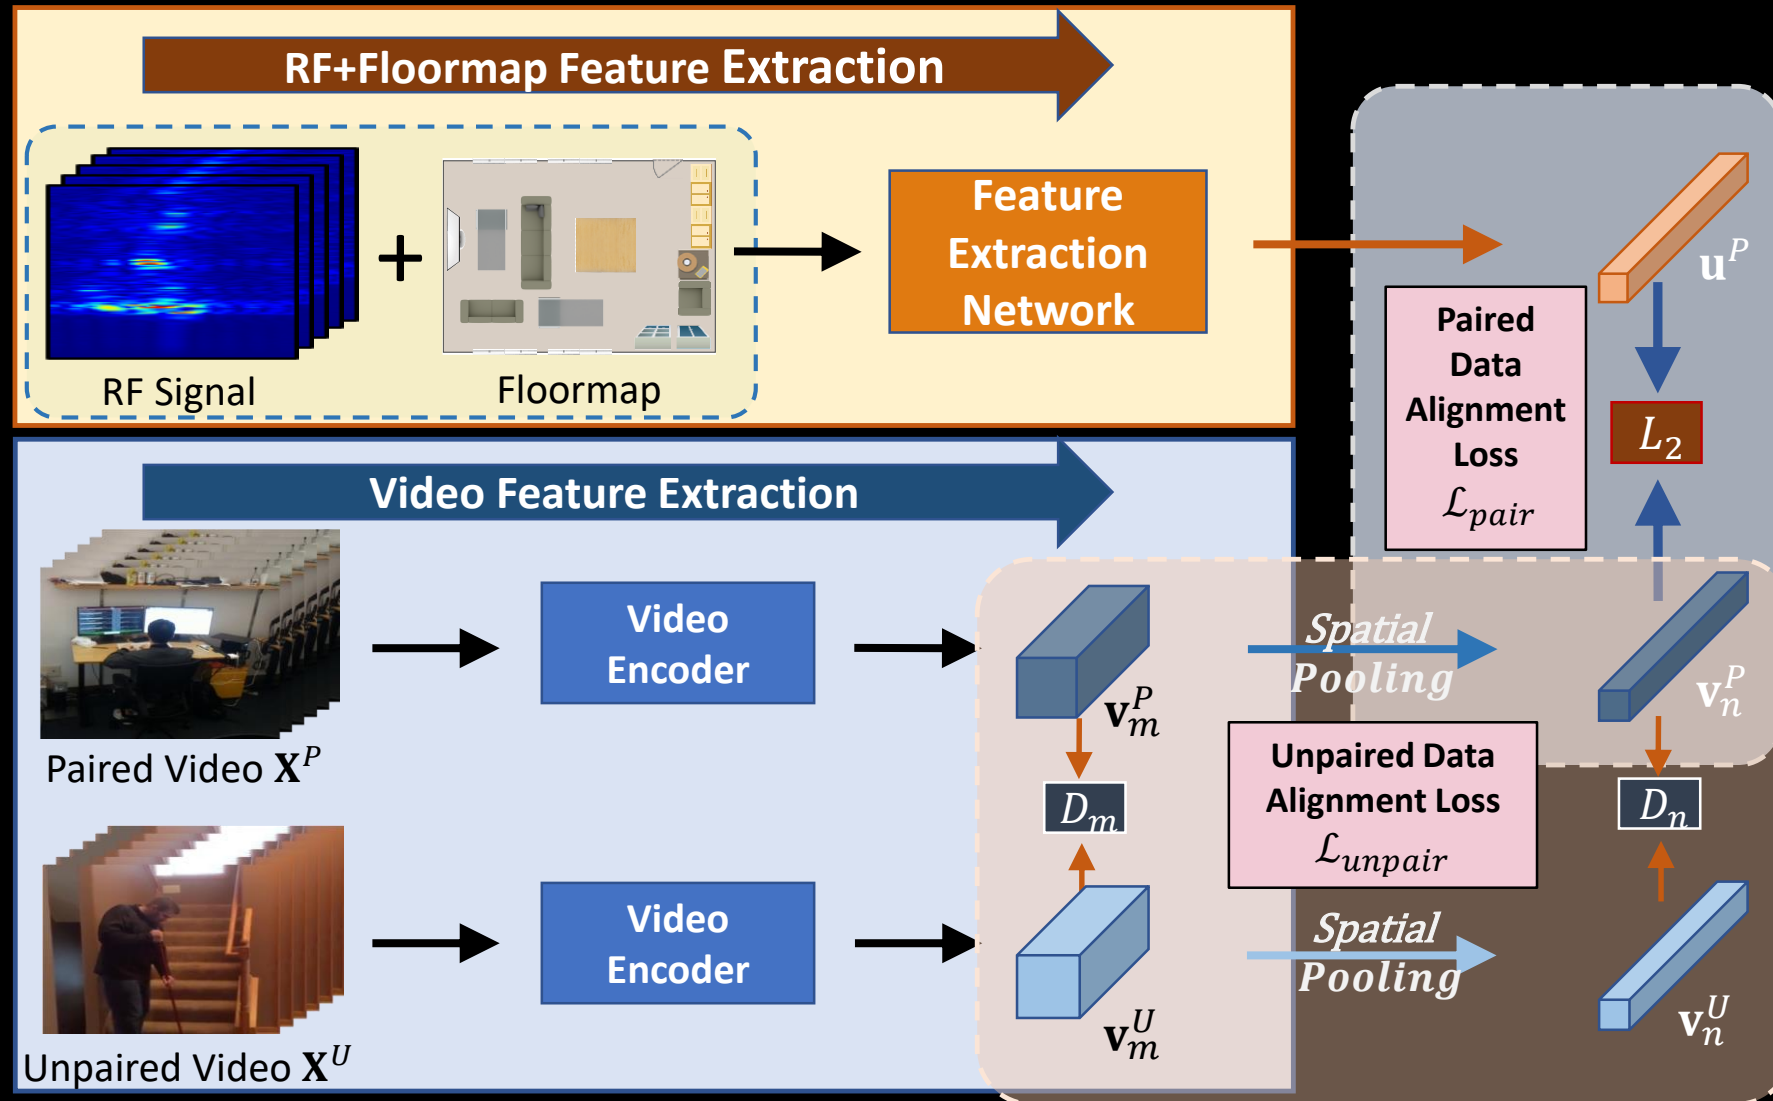 RF+Floormap Feature Extraction
RF Signal
+
Floormap
Feature
Extraction
Network
𝐮^P
Paired
Data
Alignment
Loss
ℒ_pair
L_2
Video Feature Extraction
Paired Video 𝐗^P
Video
Encoder
𝐯_m^P
Spatial
Pooling
𝐯_n^P
D_m
Unpaired Data
Alignment Loss
ℒ_unpair
D_n
Unpaired Video 𝐗^U
Video
Encoder
𝐯_m^U
Spatial
Pooling
𝐯_n^U